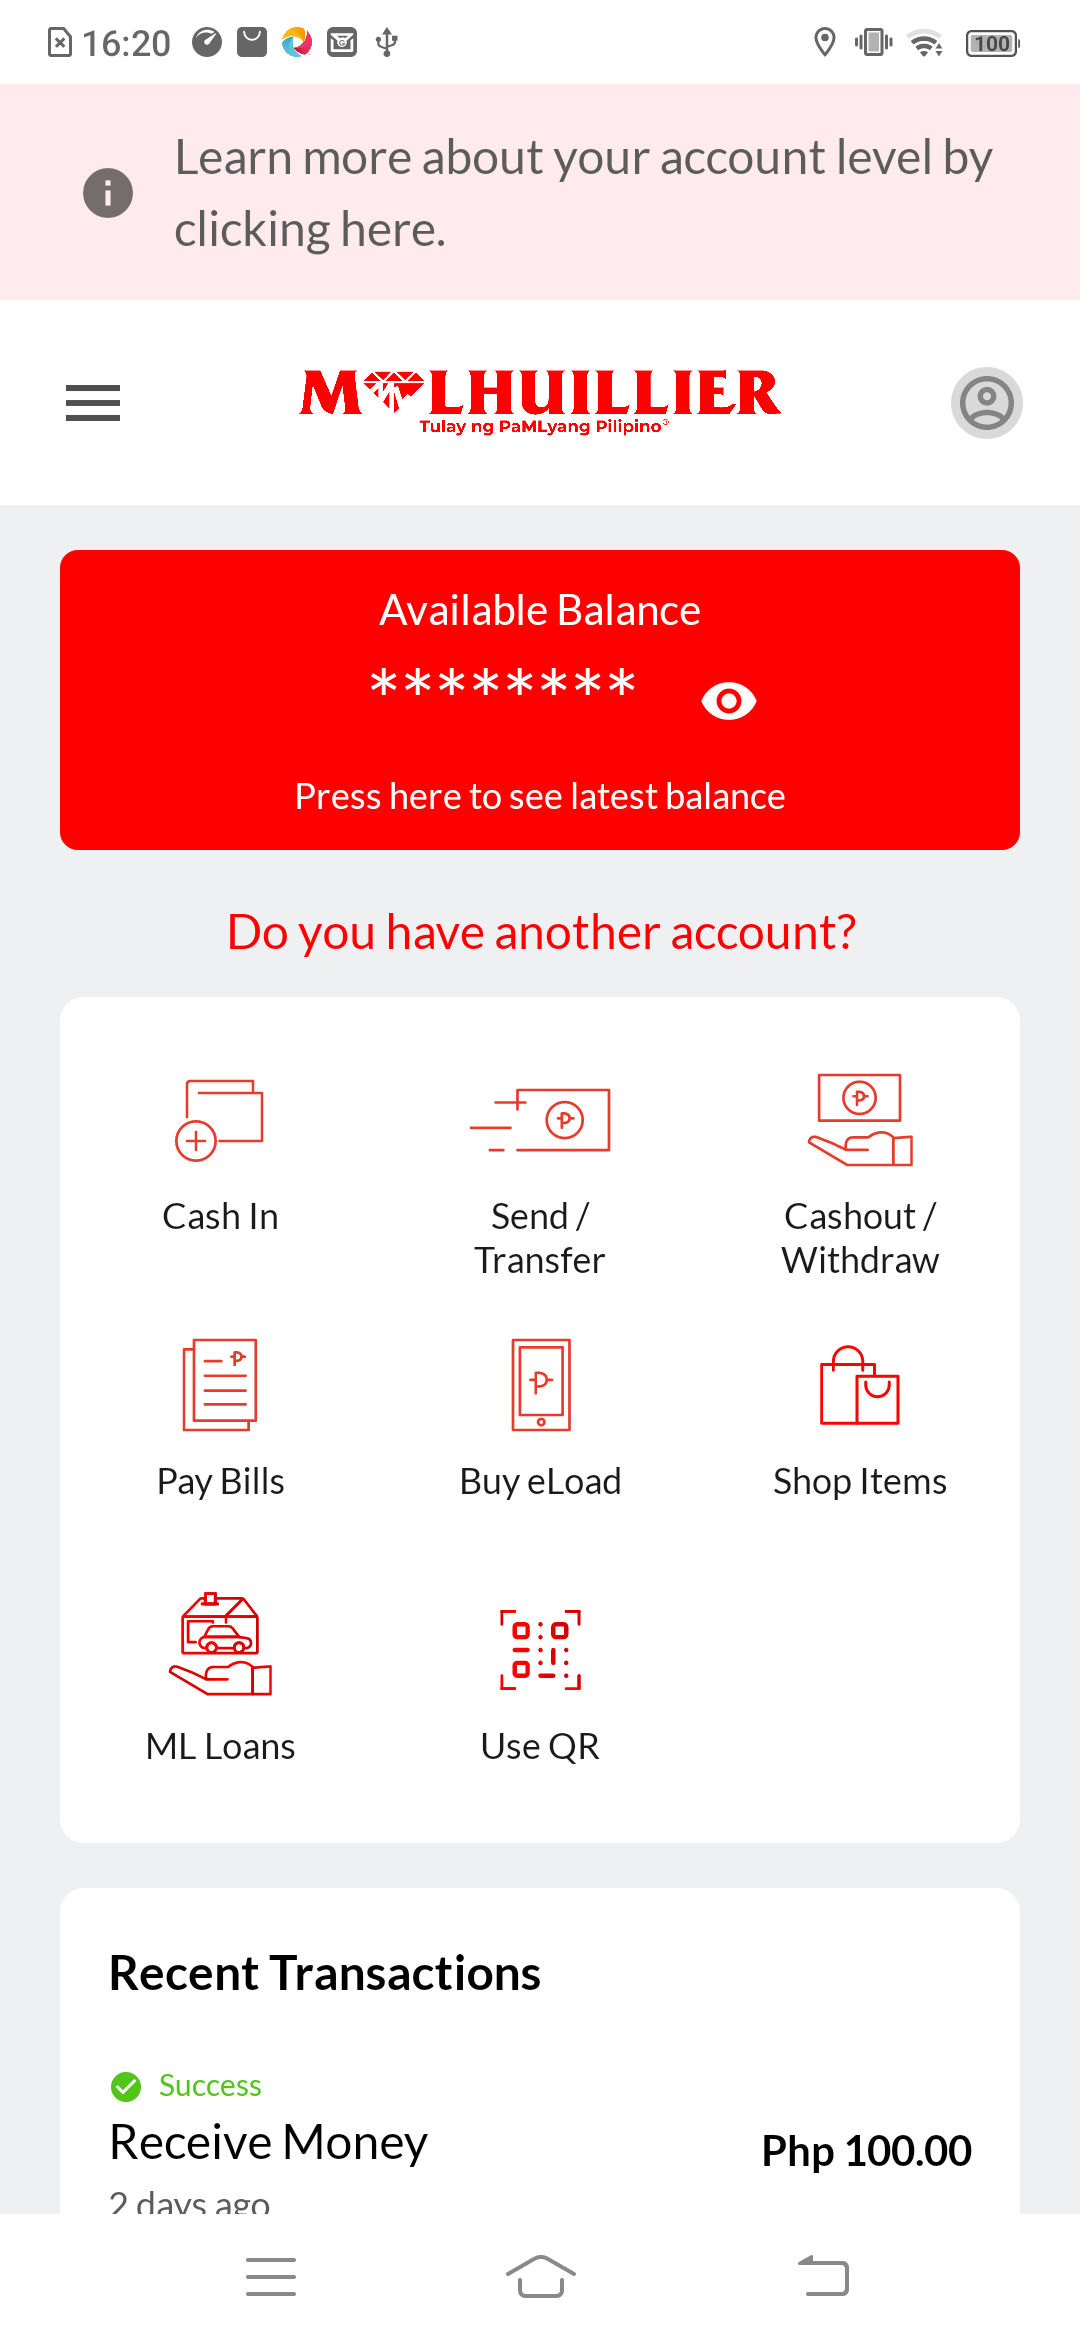 16:20
100
Learn more about your account level by
clicking here.
M LHUILLIER
Tulay ng PaMLyang Pilipino®
Available Balance
********
Press here to see latest balance
Do you have another account?
Cash In
Send /
Transfer
Cashout /
Withdraw
Pay Bills
Buy eLoad
Shop Items
ML Loans
Use QR
Recent Transactions
Success
Receive Money
Php 100.00
2 days ago